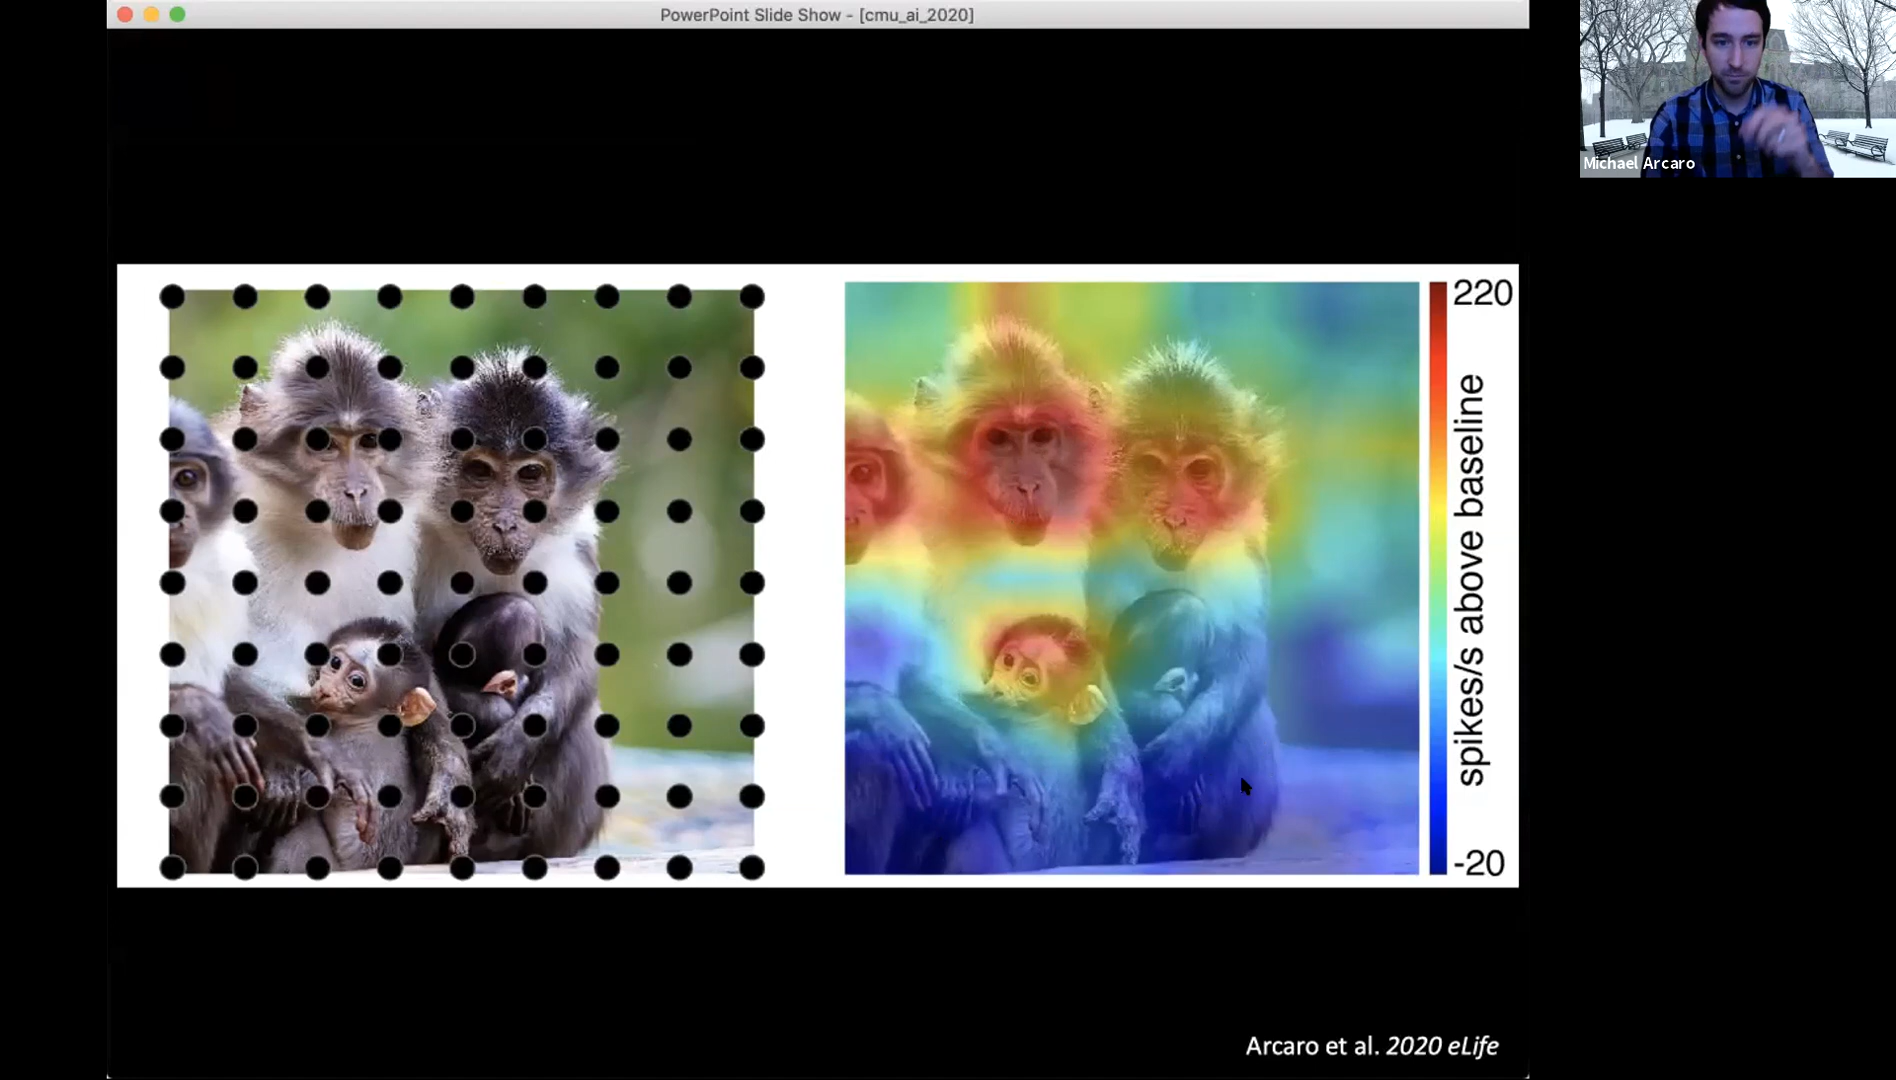 PowerPoint Slide Show - [cmu_ai_2020]
Michael Arcaro
220
spikes/s above baseline
-20
Arcaro et al. 2020 eLife